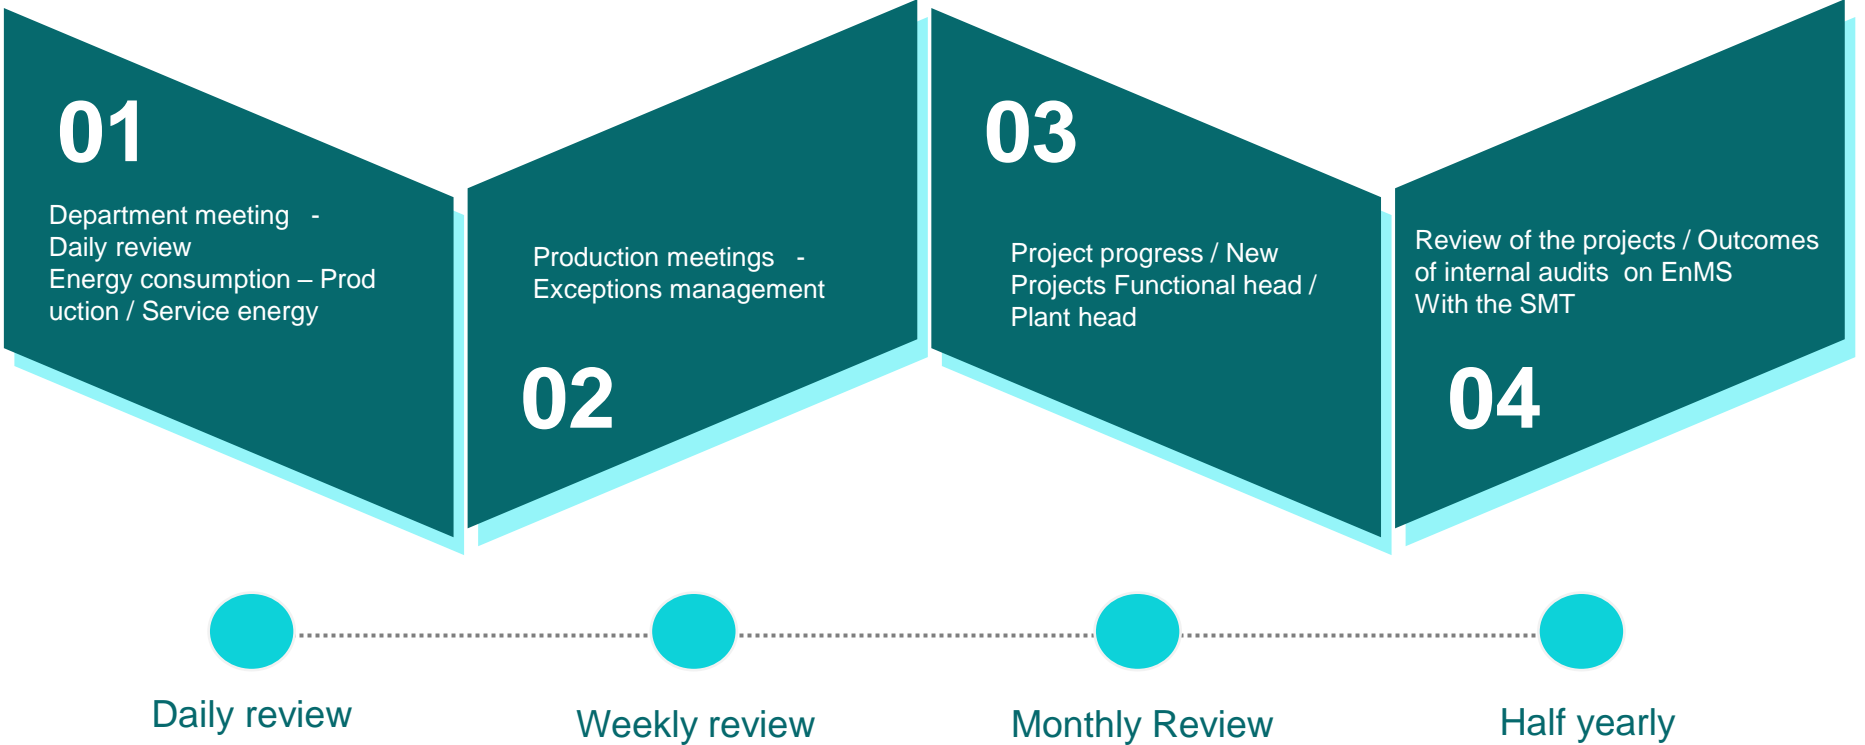 01
Department meeting -
Daily review
Energy consumption – Prod
uction / Service energy
Production meetings -
Exceptions management
02
03
Project progress / New
Projects Functional head /
Plant head
Review of the projects / Outcomes
of internal audits on EnMS
With the SMT
04
Daily review
Weekly review
Monthly Review
Half yearly